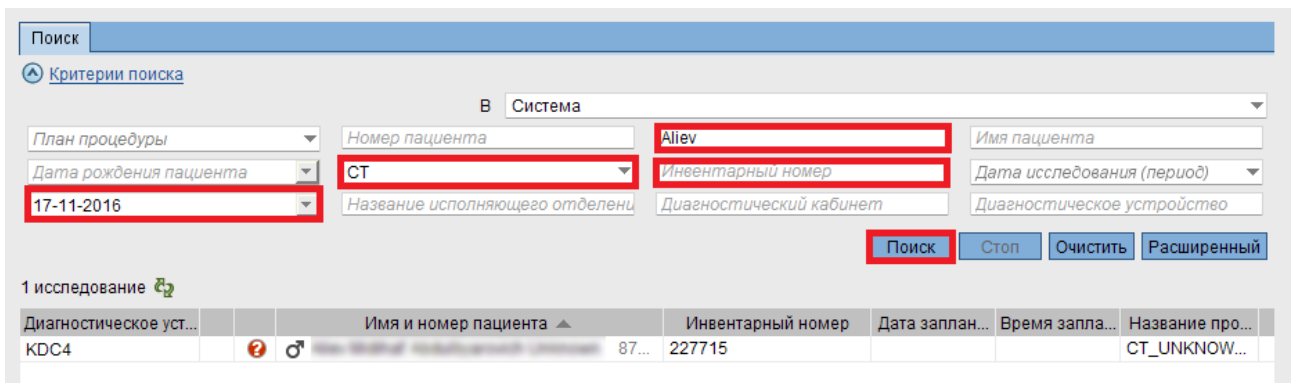 Поиск
Критерии поиска
В Система
План процедуры Номер пациента Aliev Имя пациента
Дата рождения пациента CT Инвентарный номер Дата исследования (период)
17-11-2016 Название исполняющего отделени Диагностический кабинет Диагностическое устройство
Поиск Стоп Очистить Расширенный
1 исследование
Диагностическое уст... Имя и номер пациента Инвентарный номер Дата заплан... Время запла... Название про...
KDC4 87... 227715 CT_UNKNOW...